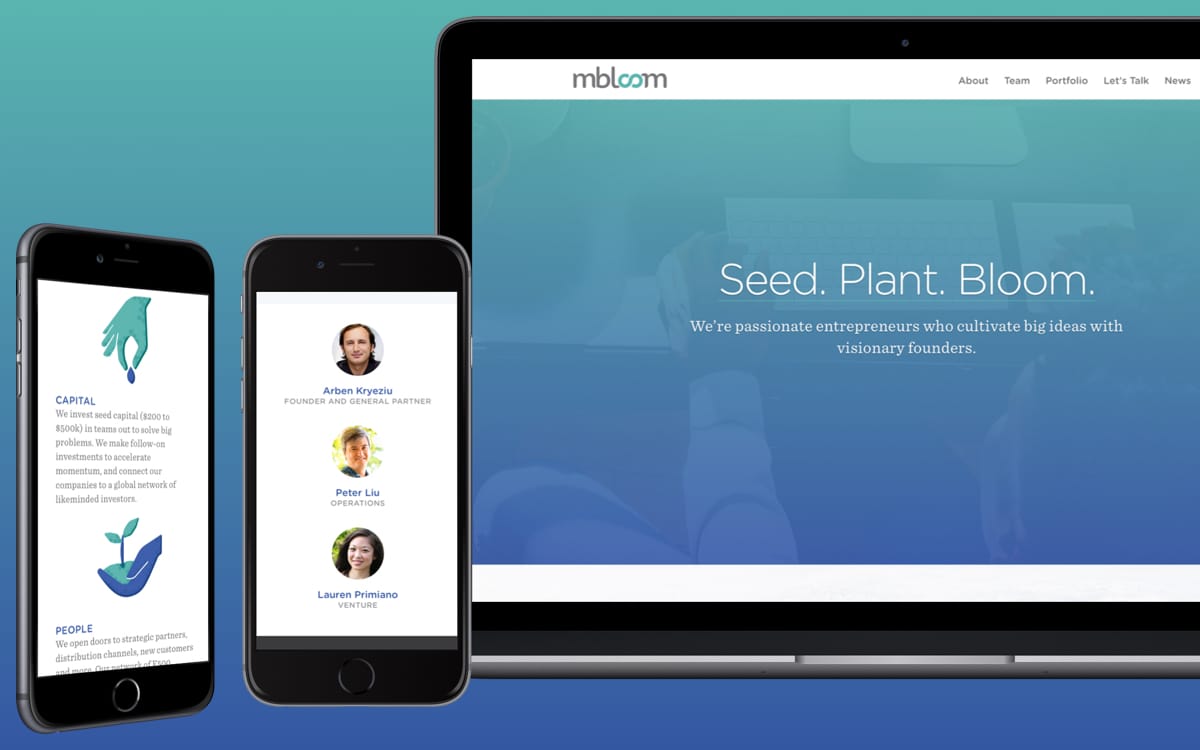 mbloom
About Team Portfolio Let's Talk News
Seed. Plant. Bloom.
We're passionate entrepreneurs who cultivate big ideas with
visionary founders.
CAPITAL
We invest seed capital ($200 to
$500k) in teams out to solve big
problems. We make follow-on
investments to accelerate
momentum, and connect our
companies to a global network of
likeminded investors.
PEOPLE
We open doors to strategic partners,
distribution channels, new customers
and more. Our network of F500
Arben Kryeziu
FOUNDER AND GENERAL PARTNER
Peter Liu
OPERATIONS
Lauren Primiano
VENTURE